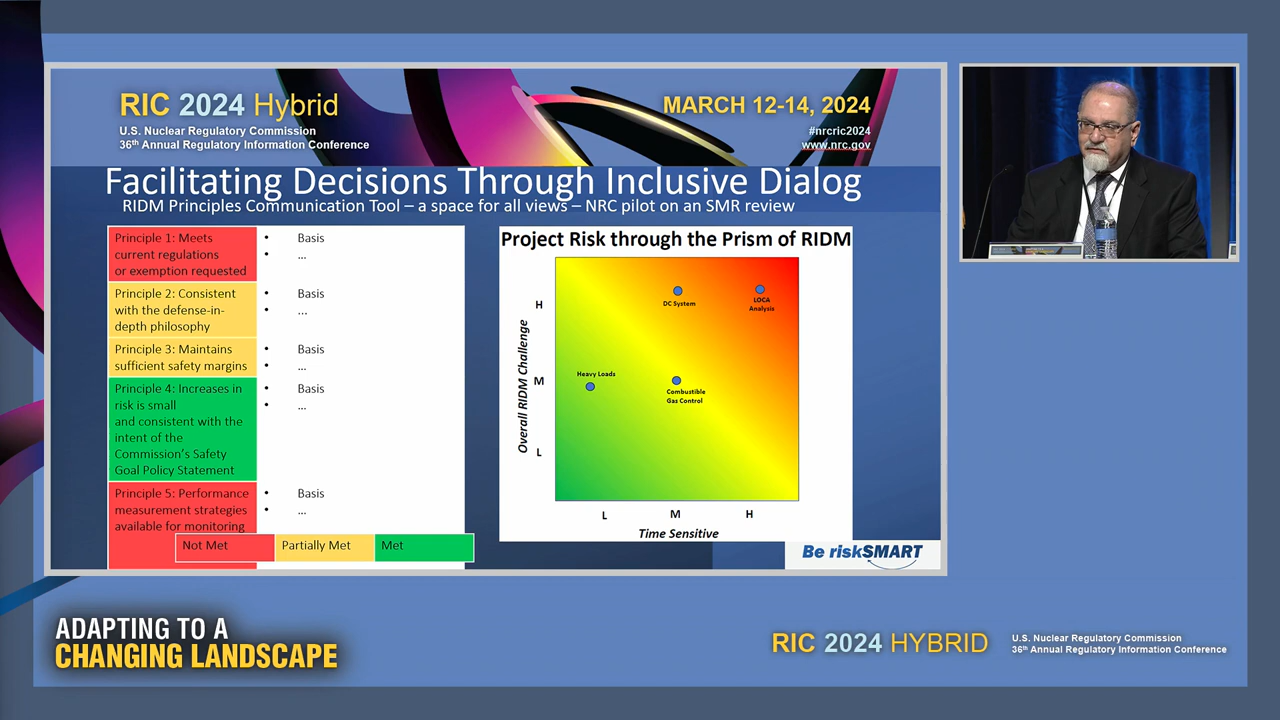 RIC 2024 Hybrid
U.S. Nuclear Regulatory Commission
36th Annual Regulatory Information Conference
MARCH 12-14, 2024
#nrcric2024
www.nrc.gov
Facilitating Decisions Through Inclusive Dialog
RIDM Principles Communication Tool – a space for all views – NRC pilot on an SMR review
Principle 1: Meets
current regulations
or exemption requested
• Basis
• ...
Principle 2: Consistent
with the defense-in-
depth philosophy
• Basis
• ...
Principle 3: Maintains
sufficient safety margins
• Basis
• ...
Principle 4: Increases in
risk is small
and consistent with the
intent of the
Commission's Safety
Goal Policy Statement
• Basis
• ...
Principle 5: Performance
measurement strategies
available for monitoring
• Basis
• ...
Not Met
Partially Met
Met
Project Risk through the Prism of RIDM
Overall RIDM Challenge
H
M
L
DC System
LOCA
Analysis
Heavy Loads
Combustible
Gas Control
L
M
H
Time Sensitive
Be riskSMART
ADAPTING TO A
CHANGING LANDSCAPE
RIC 2024 HYBRID
U.S. Nuclear Regulatory Commission
36th Annual Regulatory Information Conference